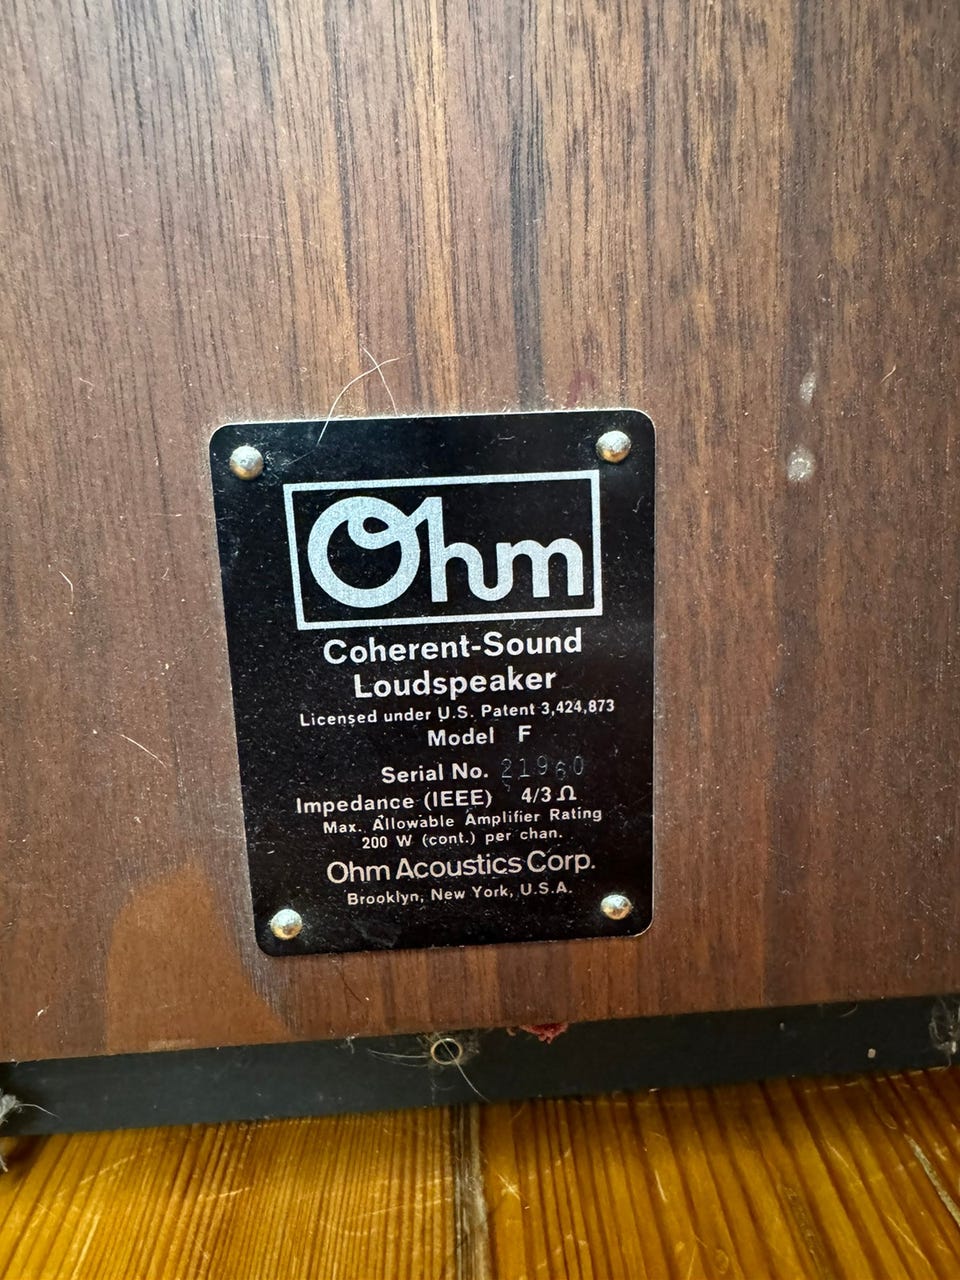 Ohm
Coherent-Sound
Loudspeaker
Licensed under U.S. Patent 3,424,873
Model F
Serial No. 21960
Impedance (IEEE) 4/3 Ω
Max. Allowable Amplifier Rating
200 W (cont.) per chan.
Ohm Acoustics Corp.
Brooklyn, New York, U.S.A.